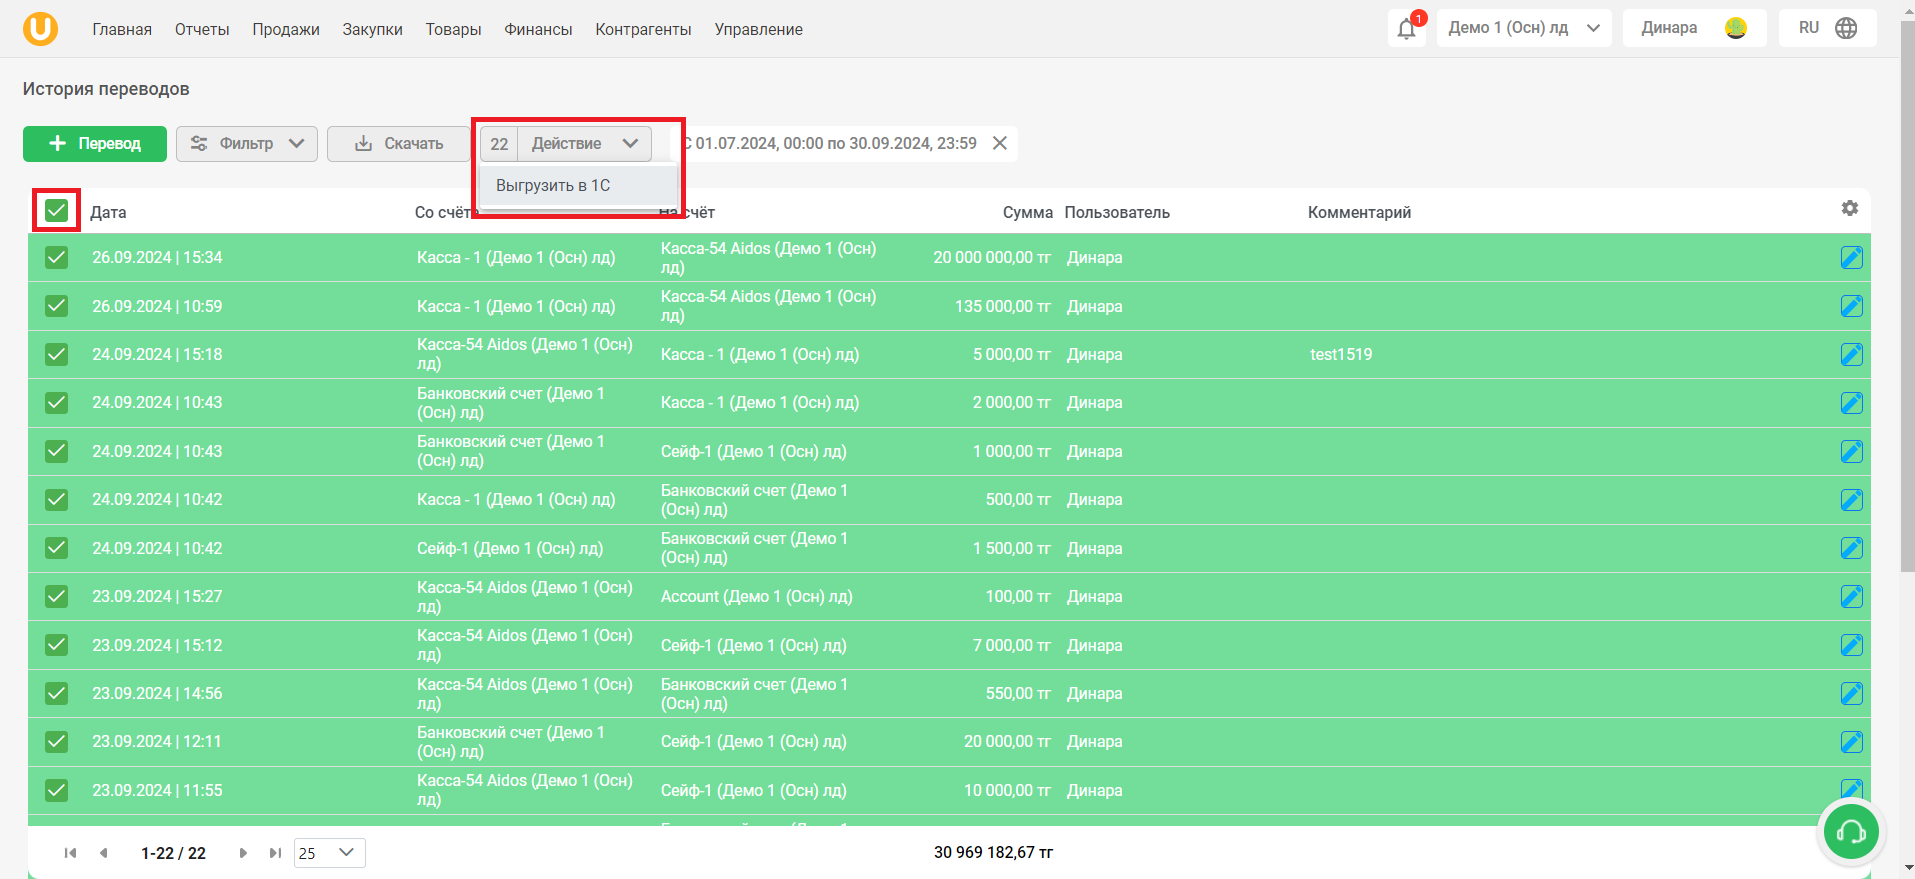 U
Главная Отчеты Продажи Закупки Товары Финансы Контрагенты Управление
1
Демо 1 (Осн) лд
Динара
RU
История переводов
Перевод
Фильтр
Скачать
22 Действие
С 01.07.2024, 00:00 по 30.09.2024, 23:59
Выгрузить в 1С
Дата Со счёта На счёт Сумма Пользователь Комментарий
26.09.2024 | 15:34 Касса - 1 (Демо 1 (Осн) лд) Касса-54 Aidos (Демо 1 (Осн) 20 000 000,00 тг Динара
лд)
26.09.2024 | 10:59 Касса - 1 (Демо 1 (Осн) лд) Касса-54 Aidos (Демо 1 (Осн) 135 000,00 тг Динара
лд)
24.09.2024 | 15:18 Касса-54 Aidos (Демо 1 (Осн) Касса - 1 (Демо 1 (Осн) лд) 5 000,00 тг Динара test1519
лд)
24.09.2024 | 10:43 Банковский счет (Демо 1 Касса - 1 (Демо 1 (Осн) лд) 2 000,00 тг Динара
(Осн) лд)
24.09.2024 | 10:43 Банковский счет (Демо 1 Сейф-1 (Демо 1 (Осн) лд) 1 000,00 тг Динара
(Осн) лд)
24.09.2024 | 10:42 Касса - 1 (Демо 1 (Осн) лд) Банковский счет (Демо 1 500,00 тг Динара
(Осн) лд)
24.09.2024 | 10:42 Сейф-1 (Демо 1 (Осн) лд) Банковский счет (Демо 1 1 500,00 тг Динара
(Осн) лд)
23.09.2024 | 15:27 Касса-54 Aidos (Демо 1 (Осн) Account (Демо 1 (Осн) лд) 100,00 тг Динара
лд)
23.09.2024 | 15:12 Касса-54 Aidos (Демо 1 (Осн) Сейф-1 (Демо 1 (Осн) лд) 7 000,00 тг Динара
лд)
23.09.2024 | 14:56 Касса-54 Aidos (Демо 1 (Осн) Банковский счет (Демо 1 550,00 тг Динара
лд) (Осн) лд)
23.09.2024 | 12:11 Банковский счет (Демо 1 Сейф-1 (Демо 1 (Осн) лд) 20 000,00 тг Динара
(Осн) лд)
23.09.2024 | 11:55 Касса-54 Aidos (Демо 1 (Осн) Сейф-1 (Демо 1 (Осн) лд) 10 000,00 тг Динара
лд)
1-22 / 22 25 30 969 182,67 тг